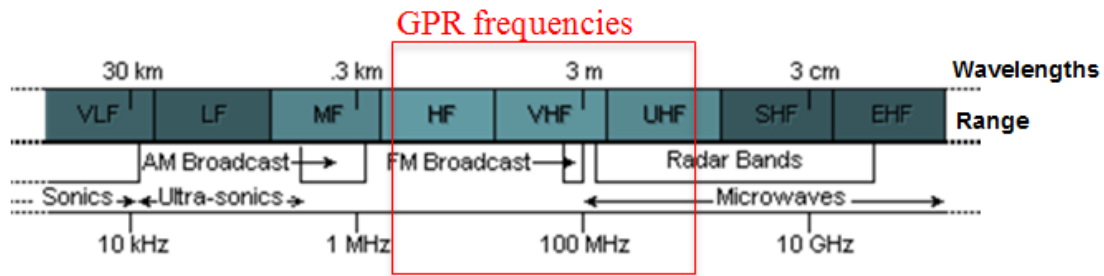 GPR frequencies
30 km .3 km 3 m 3 cm Wavelengths
VLF LF MF HF VHF UHF SHF EHF Range
AM Broadcast FM Broadcast Radar Bands
Sonics Ultra-sonics Microwaves
10 kHz 1 MHz 100 MHz 10 GHz